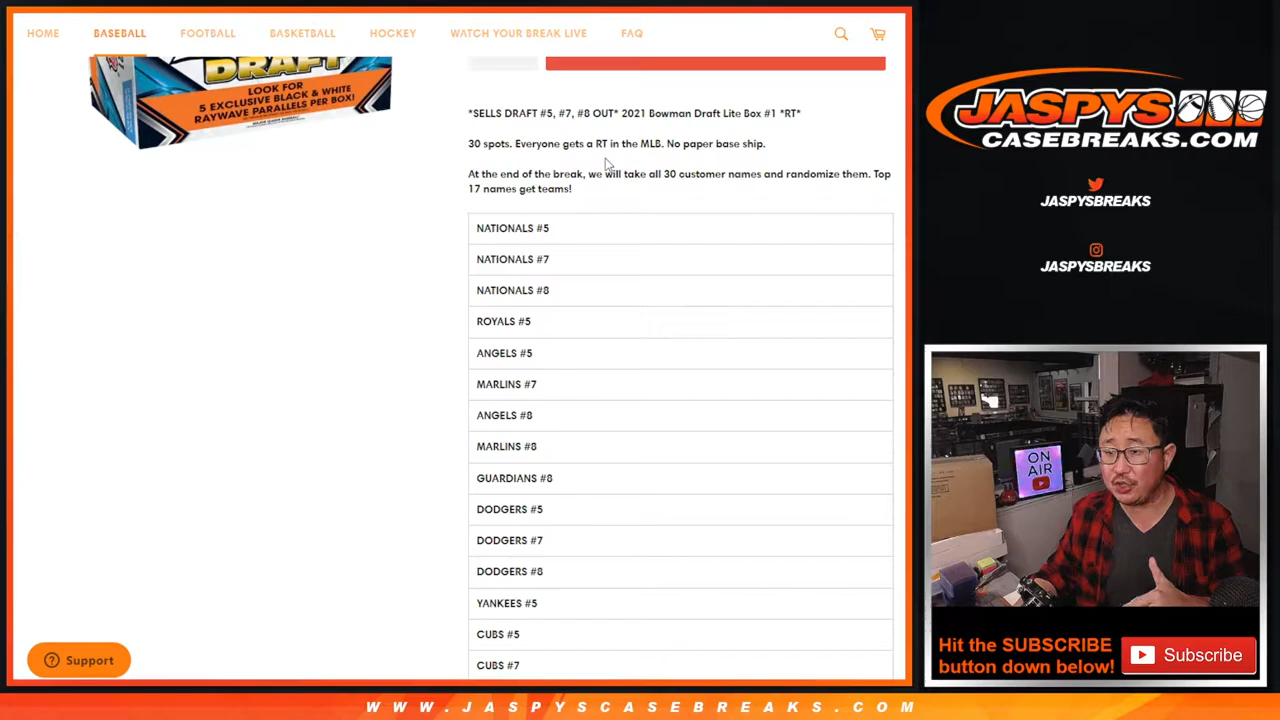 HOME BASEBALL FOOTBALL BASKETBALL HOCKEY WATCH YOUR BREAK LIVE FAQ
DRAFT
LOOK FOR
5 EXCLUSIVE BLACK & WHITE
RAYWAVE PARALLELS PER BOX!
*SELLS DRAFT #5, #7, #8 OUT* 2021 Bowman Draft Lite Box #1 *RT*
30 spots. Everyone gets a RT in the MLB. No paper base ship.
At the end of the break, we will take all 30 customer names and randomize them. Top
17 names get teams!
NATIONALS #5
NATIONALS #7
NATIONALS #8
ROYALS #5
ANGELS #5
MARLINS #7
ANGELS #8
MARLINS #8
GUARDIANS #8
DODGERS #5
DODGERS #7
DODGERS #8
YANKEES #5
CUBS #5
CUBS #7
Support
JASPYS
CASEBREAKS.COM
JASPYSBREAKS
JASPYSBREAKS
ON
AIR
Hit the SUBSCRIBE
button down below!
Subscribe
WWW.JASPYSCASEBREAKS.COM